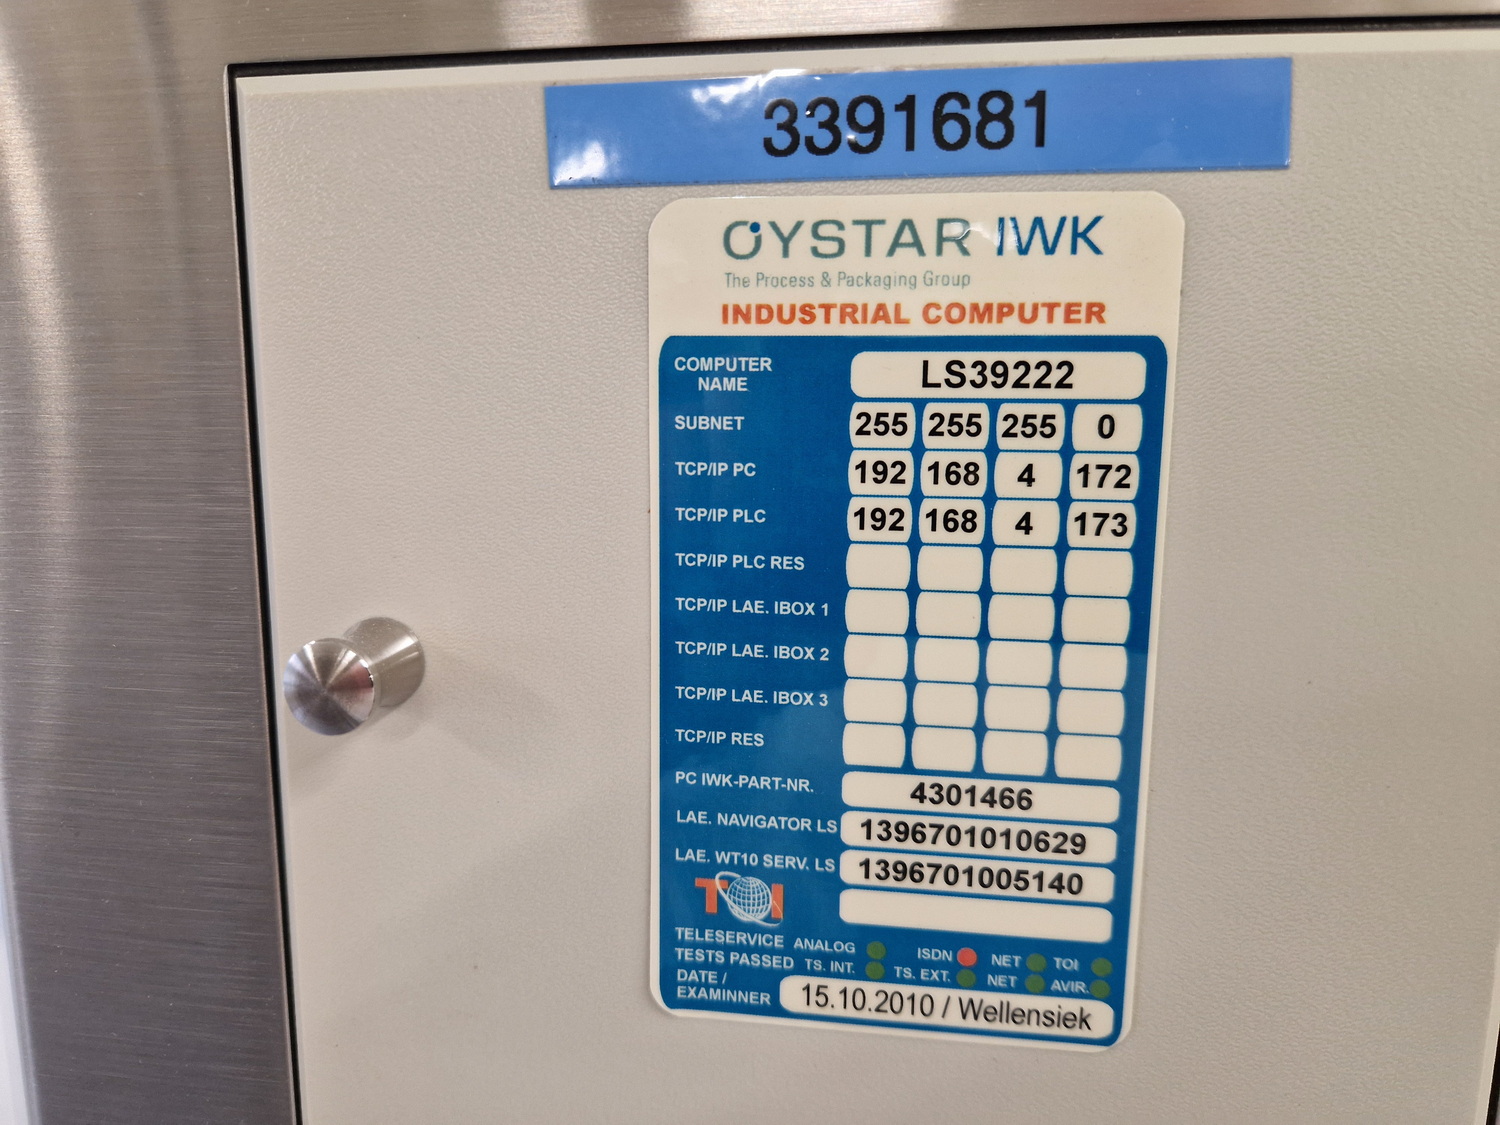 3391681
OYSTAR IWK
The Process & Packaging Group
INDUSTRIAL COMPUTER
COMPUTER NAME LS39222
SUBNET 255 255 255 0
TCP/IP PC 192 168 4 172
TCP/IP PLC 192 168 4 173
TCP/IP PLC RES
TCP/IP LAE. IBOX 1
TCP/IP LAE. IBOX 2
TCP/IP LAE. IBOX 3
TCP/IP RES
PC IWK-PART-NR. 4301466
LAE. NAVIGATOR LS 1396701010629
LAE. WT10 SERV. LS 1396701005140
TOI
TELESERVICE ANALOG ISDN NET TOI
TESTS PASSED TS. INT. TS. EXT. NET AVIR.
DATE / EXAMINNER 15.10.2010 / Wellensiek